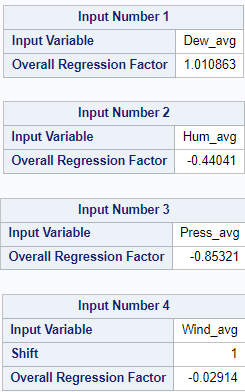 Input Number 1
Input Variable Dew_avg
Overall Regression Factor 1.010863
Input Number 2
Input Variable Hum_avg
Overall Regression Factor -0.44041
Input Number 3
Input Variable Press_avg
Overall Regression Factor -0.85321
Input Number 4
Input Variable Wind_avg
Shift 1
Overall Regression Factor -0.02914